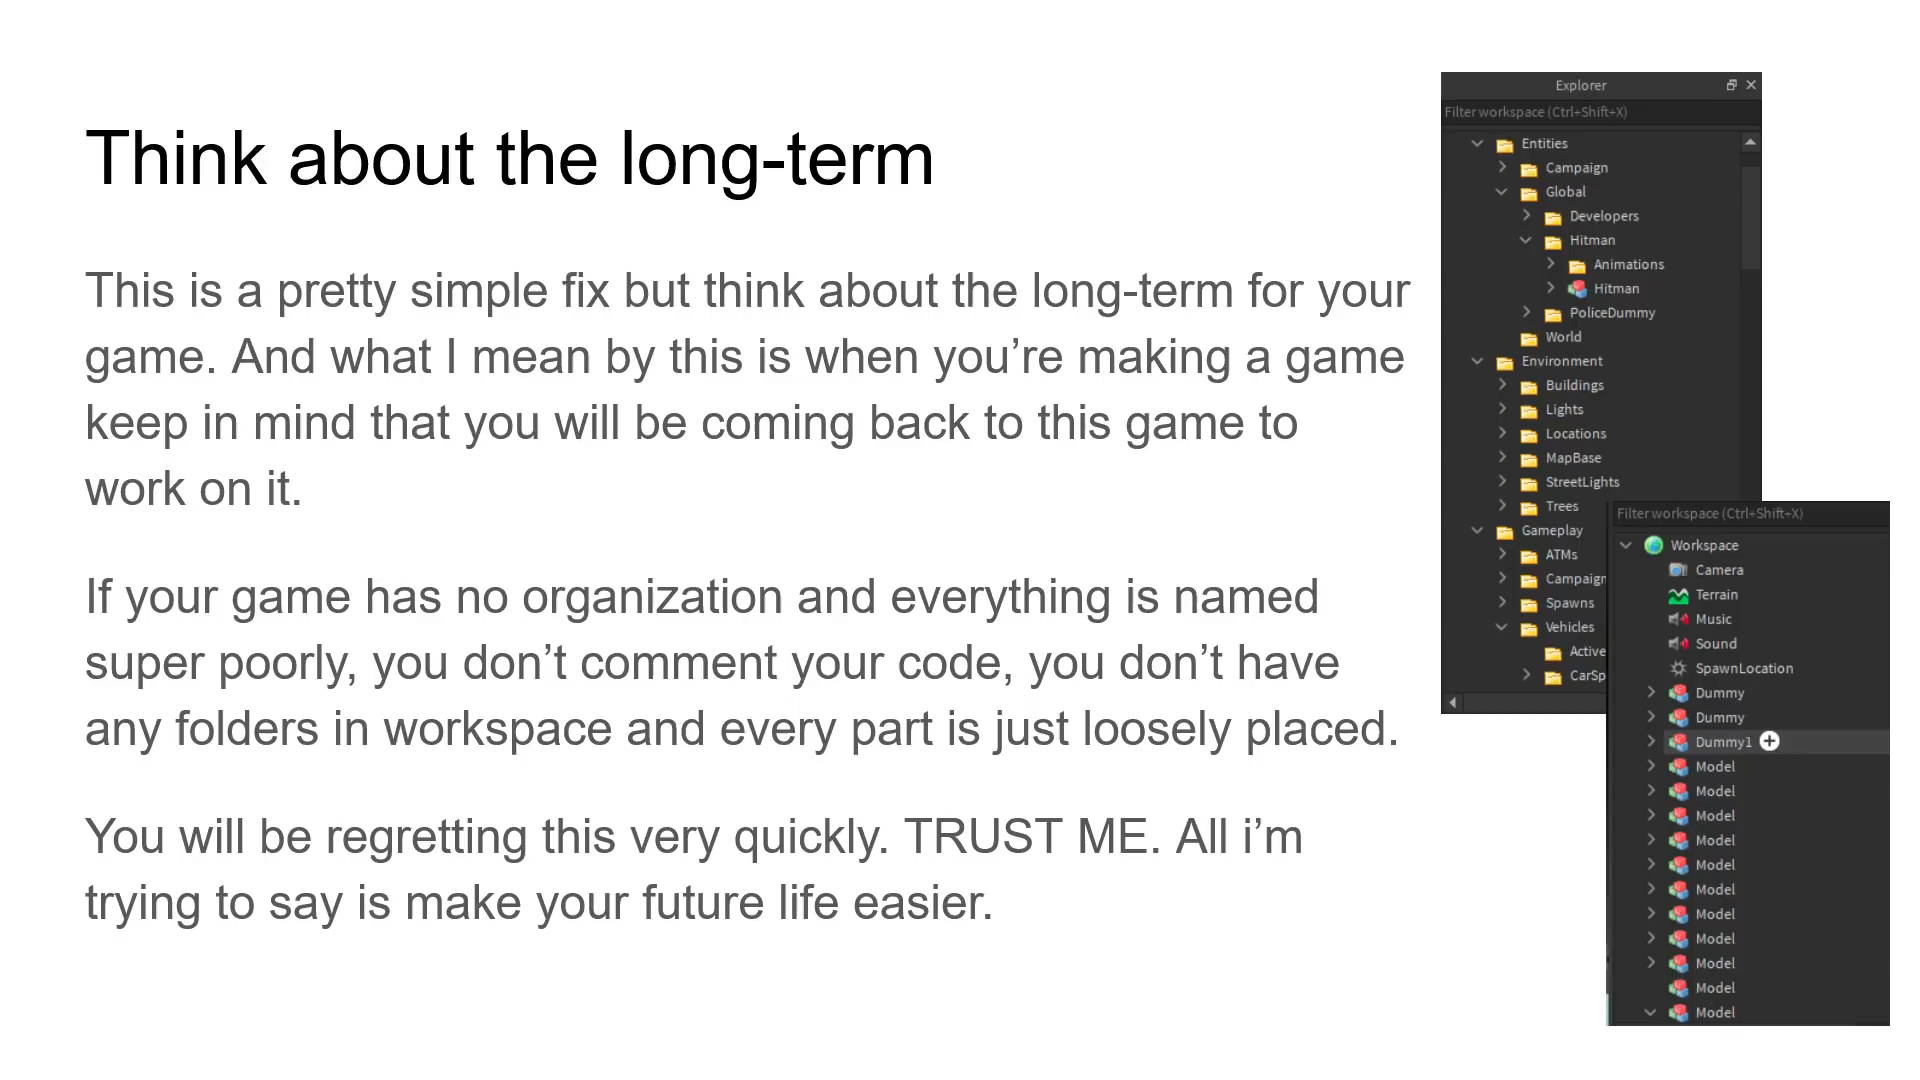 Think about the long-term
This is a pretty simple fix but think about the long-term for your
game. And what I mean by this is when you’re making a game
keep in mind that you will be coming back to this game to
work on it.
If your game has no organization and everything is named
super poorly, you don’t comment your code, you don’t have
any folders in workspace and every part is just loosely placed.
You will be regretting this very quickly. TRUST ME. All i’m
trying to say is make your future life easier.
Explorer
Filter workspace (Ctrl+Shift+X)
Entities
Campaign
Global
Developers
Hitman
Animations
Hitman
PoliceDummy
World
Environment
Buildings
Lights
Locations
MapBase
StreetLights
Trees
Gameplay
ATMs
Campaign
Spawns
Vehicles
Active
CarSp
Filter workspace (Ctrl+Shift+X)
Workspace
Camera
Terrain
Music
Sound
SpawnLocation
Dummy
Dummy
Dummy1
Model
Model
Model
Model
Model
Model
Model
Model
Model
Model
Model